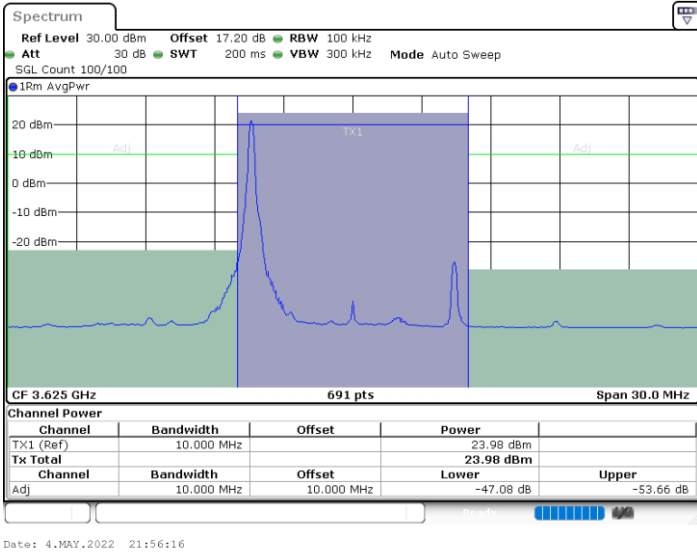 Spectrum
Ref Level 30.00 dBm Offset 17.20 dB RBW 100 kHz
Att 30 dB SWT 200 ms VBW 300 kHz Mode Auto Sweep
SGL Count 100/100
1Rm AvgPwr
20 dBm
TX1
Adj
Adj
10 dBm
0 dBm
-10 dBm
-20 dBm
CF 3.625 GHz 691 pts Span 30.0 MHz
Channel Power
Channel Bandwidth Offset Power
TX1 (Ref) 10.000 MHz 23.98 dBm
Tx Total 23.98 dBm
Channel Bandwidth Offset Lower Upper
Adj 10.000 MHz 10.000 MHz -47.08 dB -53.66 dB
Ready
Date: 4.MAY.2022 21:56:16